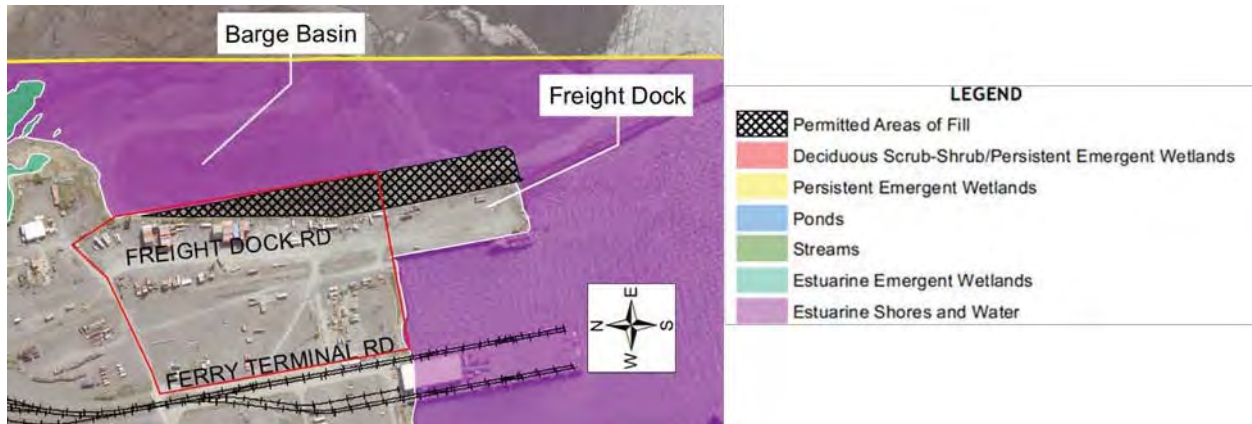 Barge Basin
Freight Dock
FREIGHT DOCK RD
FERRY TERMINAL RD
N
E
S
W
LEGEND
Permitted Areas of Fill
Deciduous Scrub-Shrub/Persistent Emergent Wetlands
Persistent Emergent Wetlands
Ponds
Streams
Estuarine Emergent Wetlands
Estuarine Shores and Water